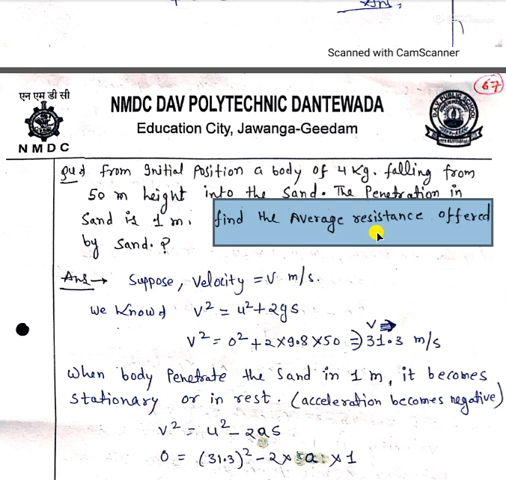 Ans.
Scanned with CamScanner
67
एन एम डी सी
NMDC
NMDC DAV POLYTECHNIC DANTEWADA
Education City, Jawanga-Geedam
Que From Initial Position a body of 4 Kg. falling from
50 m height into the Sand. The Penetration in
Sand is 1 m. find the Average resistance offered
by Sand.?
Ans → Suppose, Velocity = v m/s.
We Know v² = u² + 2gs
v² = 0² + 2×9.8×50 ⇒ 31.3 m/s
v ⇒
When body Penetrate the Sand in 1 m, it becomes
stationary or in rest. (acceleration becomes negative)
v² = u² - 2as
0 = (31.3)² - 2× a × 1